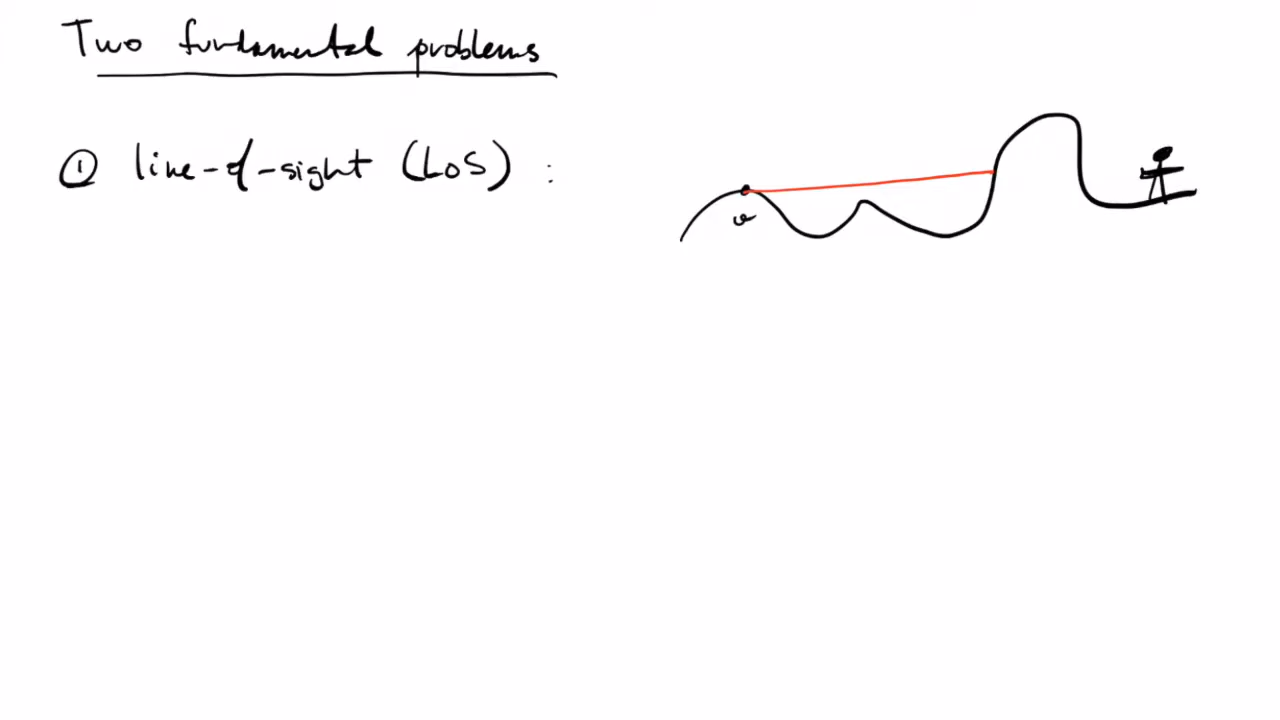 Two fundamental problems
① line-of-sight (LoS) :
v